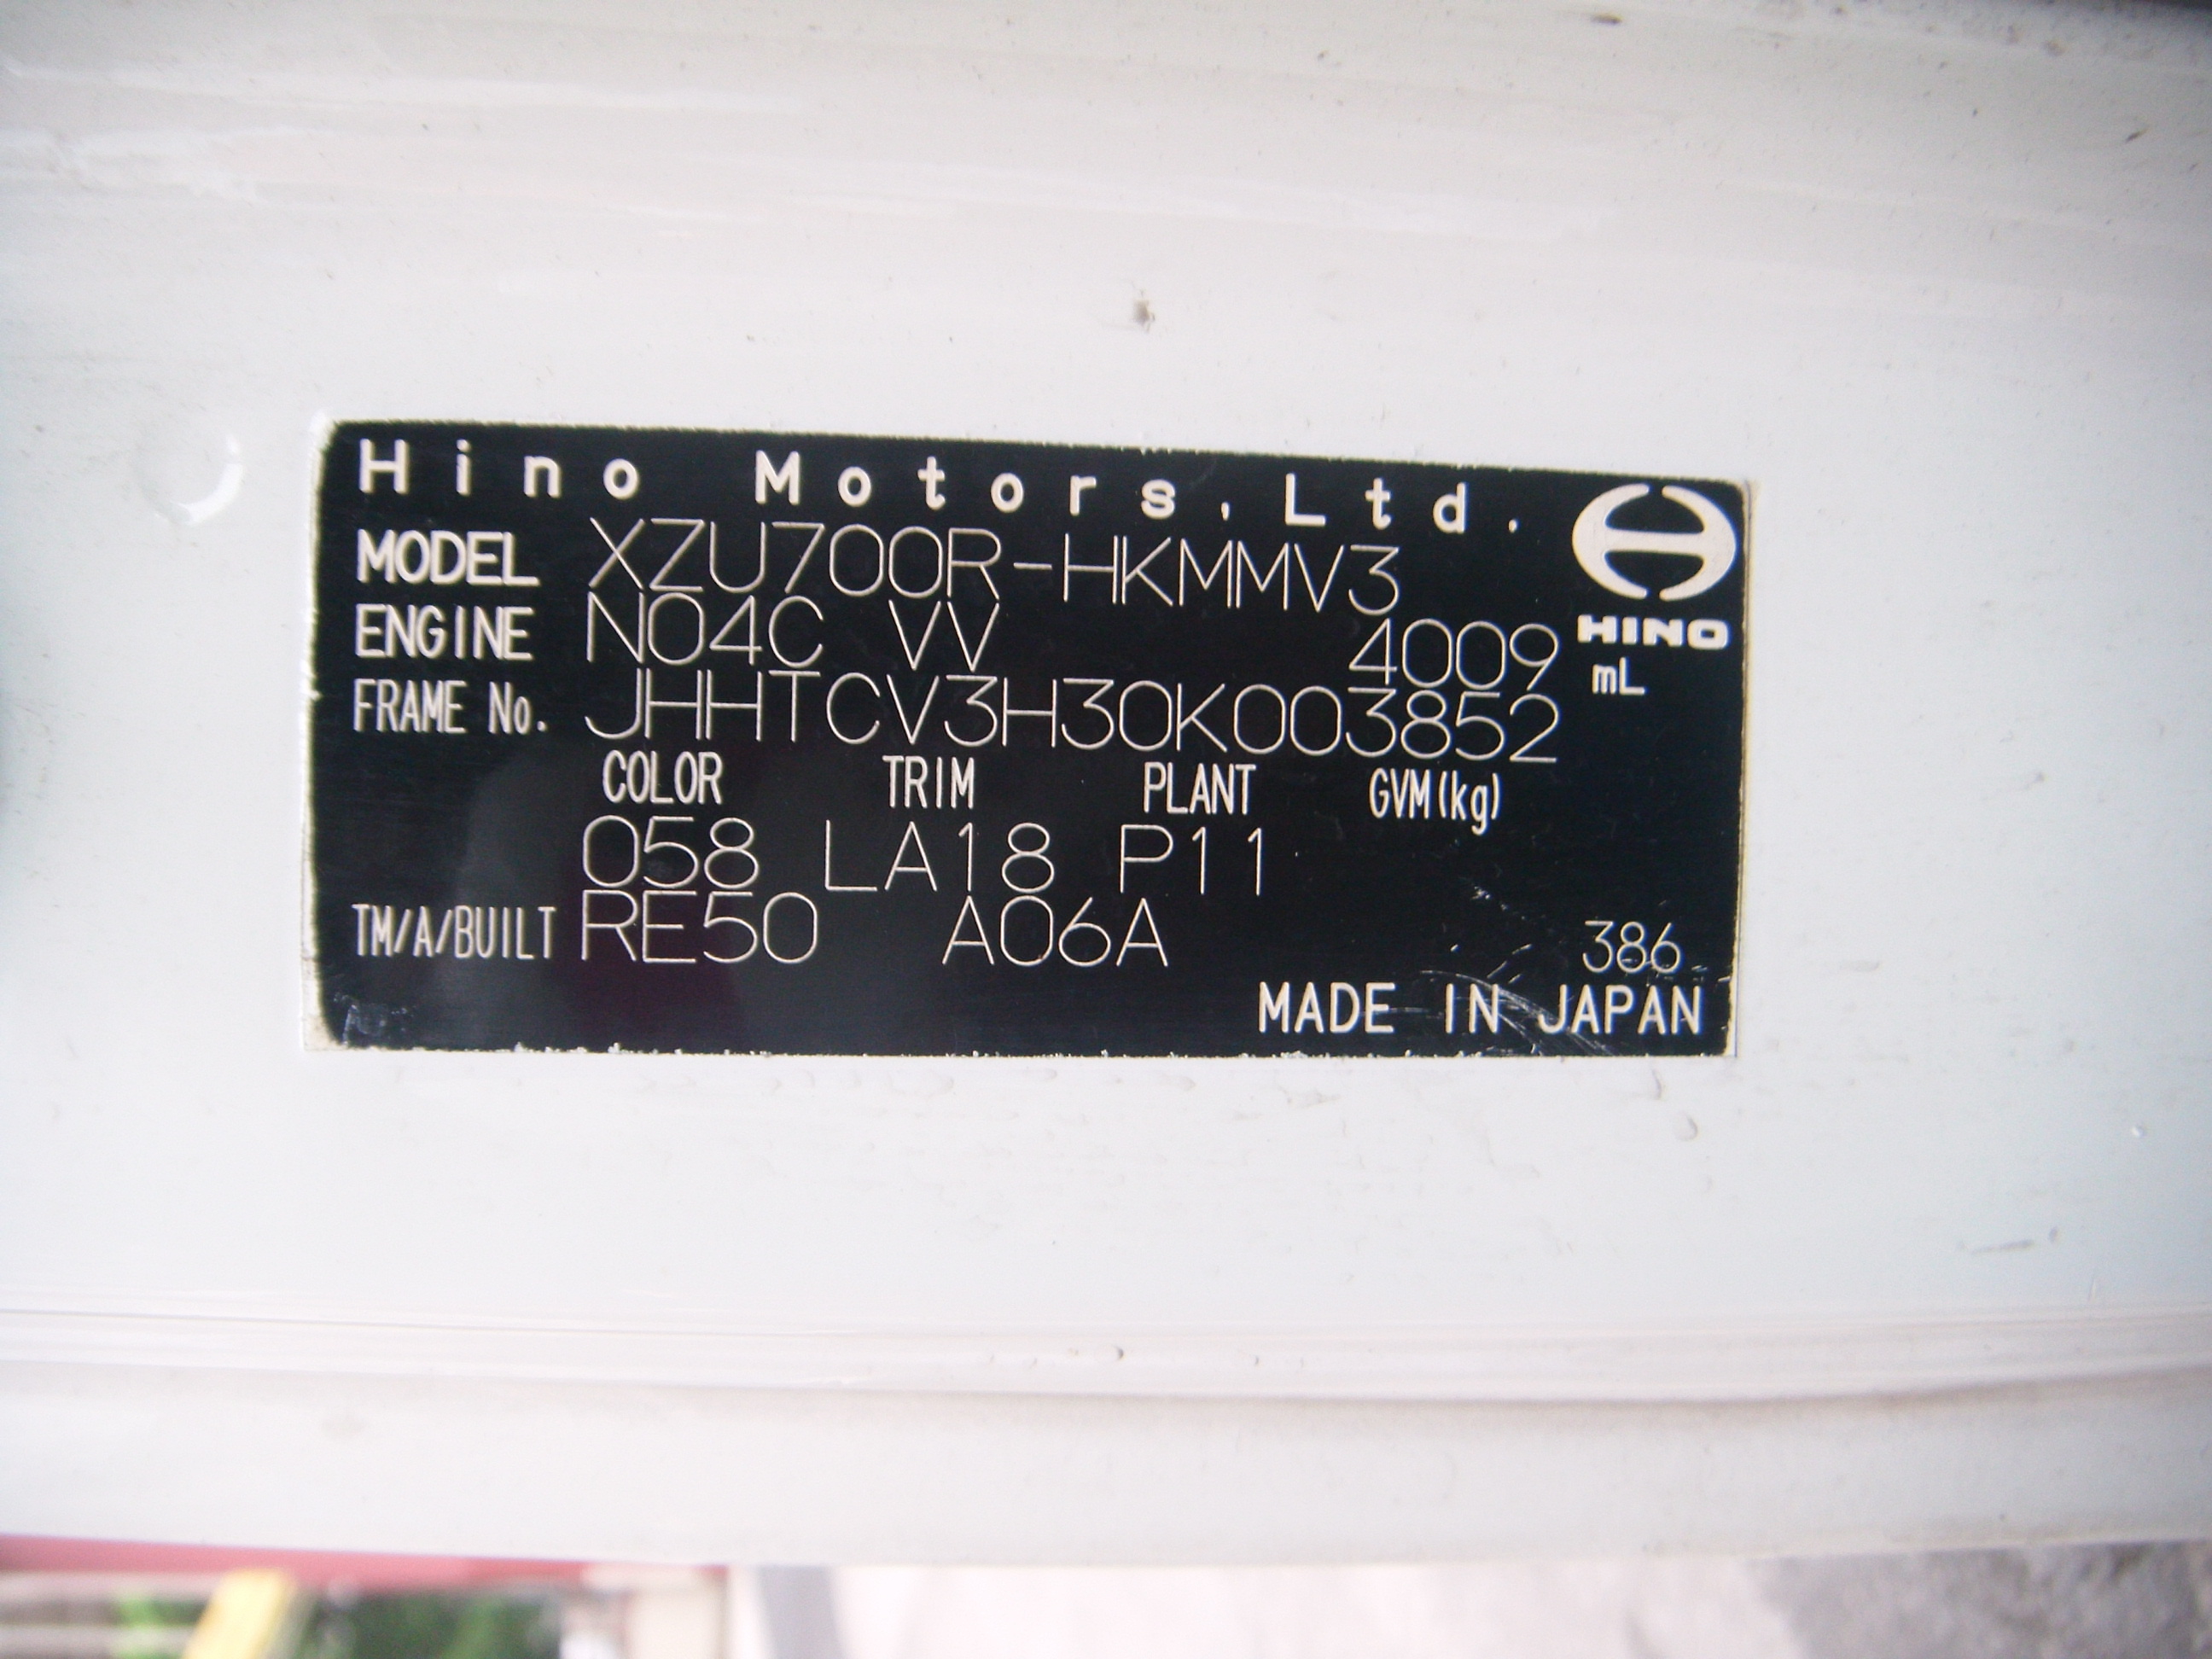 Hino Motors,Ltd.
MODEL XZU700R-HKMMV3
HINO
ENGINE N04C VV 4009 mL
FRAME No. JHHTCV3H30K003852
COLOR TRIM PLANT GVM(kg)
058 LA18 P11
TM/A/BUILT RE50 A06A 386
MADE IN JAPAN